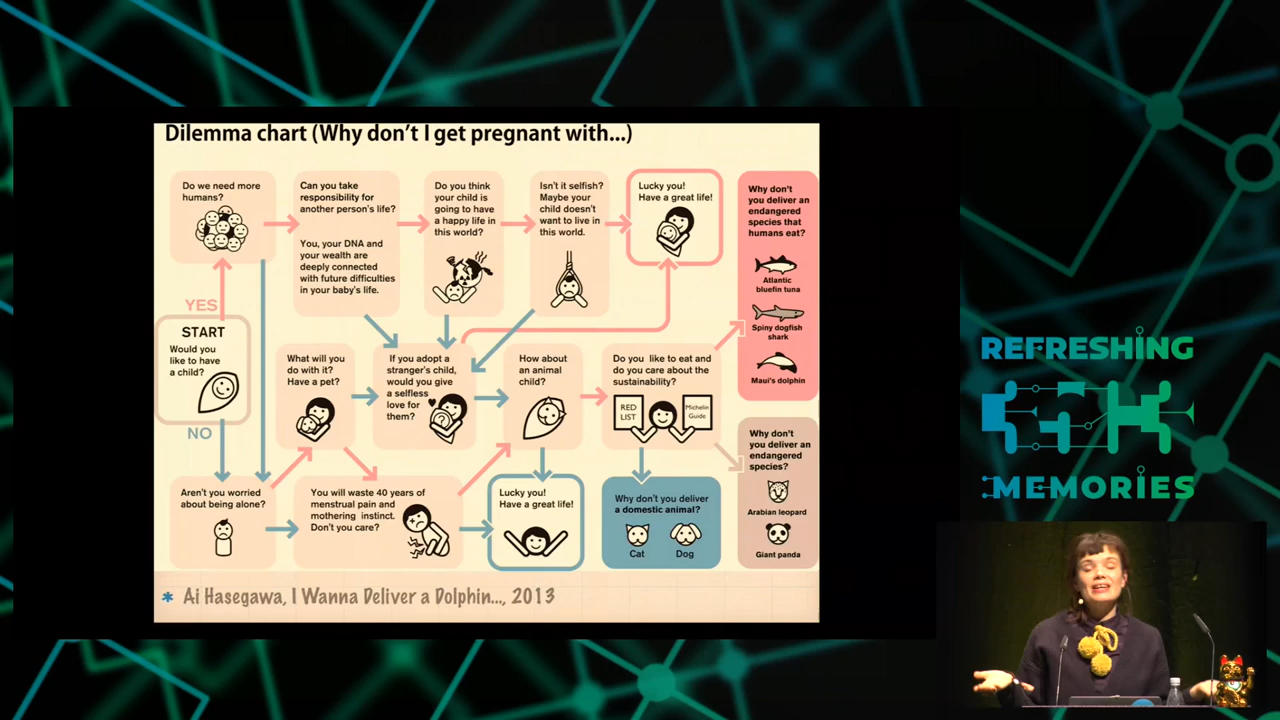 Dilemma chart (Why don't I get pregnant with...)
Do we need more
humans?
Can you take
responsibility for
another person's life?
You, your DNA and
your wealth are
deeply connected
with future difficulties
in your baby's life.
Do you think
your child is
going to have
a happy life in
this world?
Isn't it selfish?
Maybe your
child doesn't
want to live in
this world.
Lucky you!
Have a great life!
Why don't
you deliver an
endangered
species that
humans eat?
Atlantic
bluefin tuna
Spiny dogfish
shark
Maui's dolphin
YES
START
Would you
like to have
a child?
NO
What will you
do with it?
Have a pet?
If you adopt a
stranger's child,
would you give
a selfless
love for
them?
How about
an animal
child?
Do you like to eat and
do you care about the
sustainability?
RED
LIST
Michelin
Guide
Why don't
you deliver an
endangered
species?
Arabian leopard
Giant panda
Aren't you worried
about being alone?
You will waste 40 years of
menstrual pain and
mothering instinct.
Don't you care?
Lucky you!
Have a great life!
Why don't you deliver
a domestic animal?
Cat
Dog
* Ai Hasegawa, I Wanna Deliver a Dolphin..., 2013
REFRESHING
MEMORIES